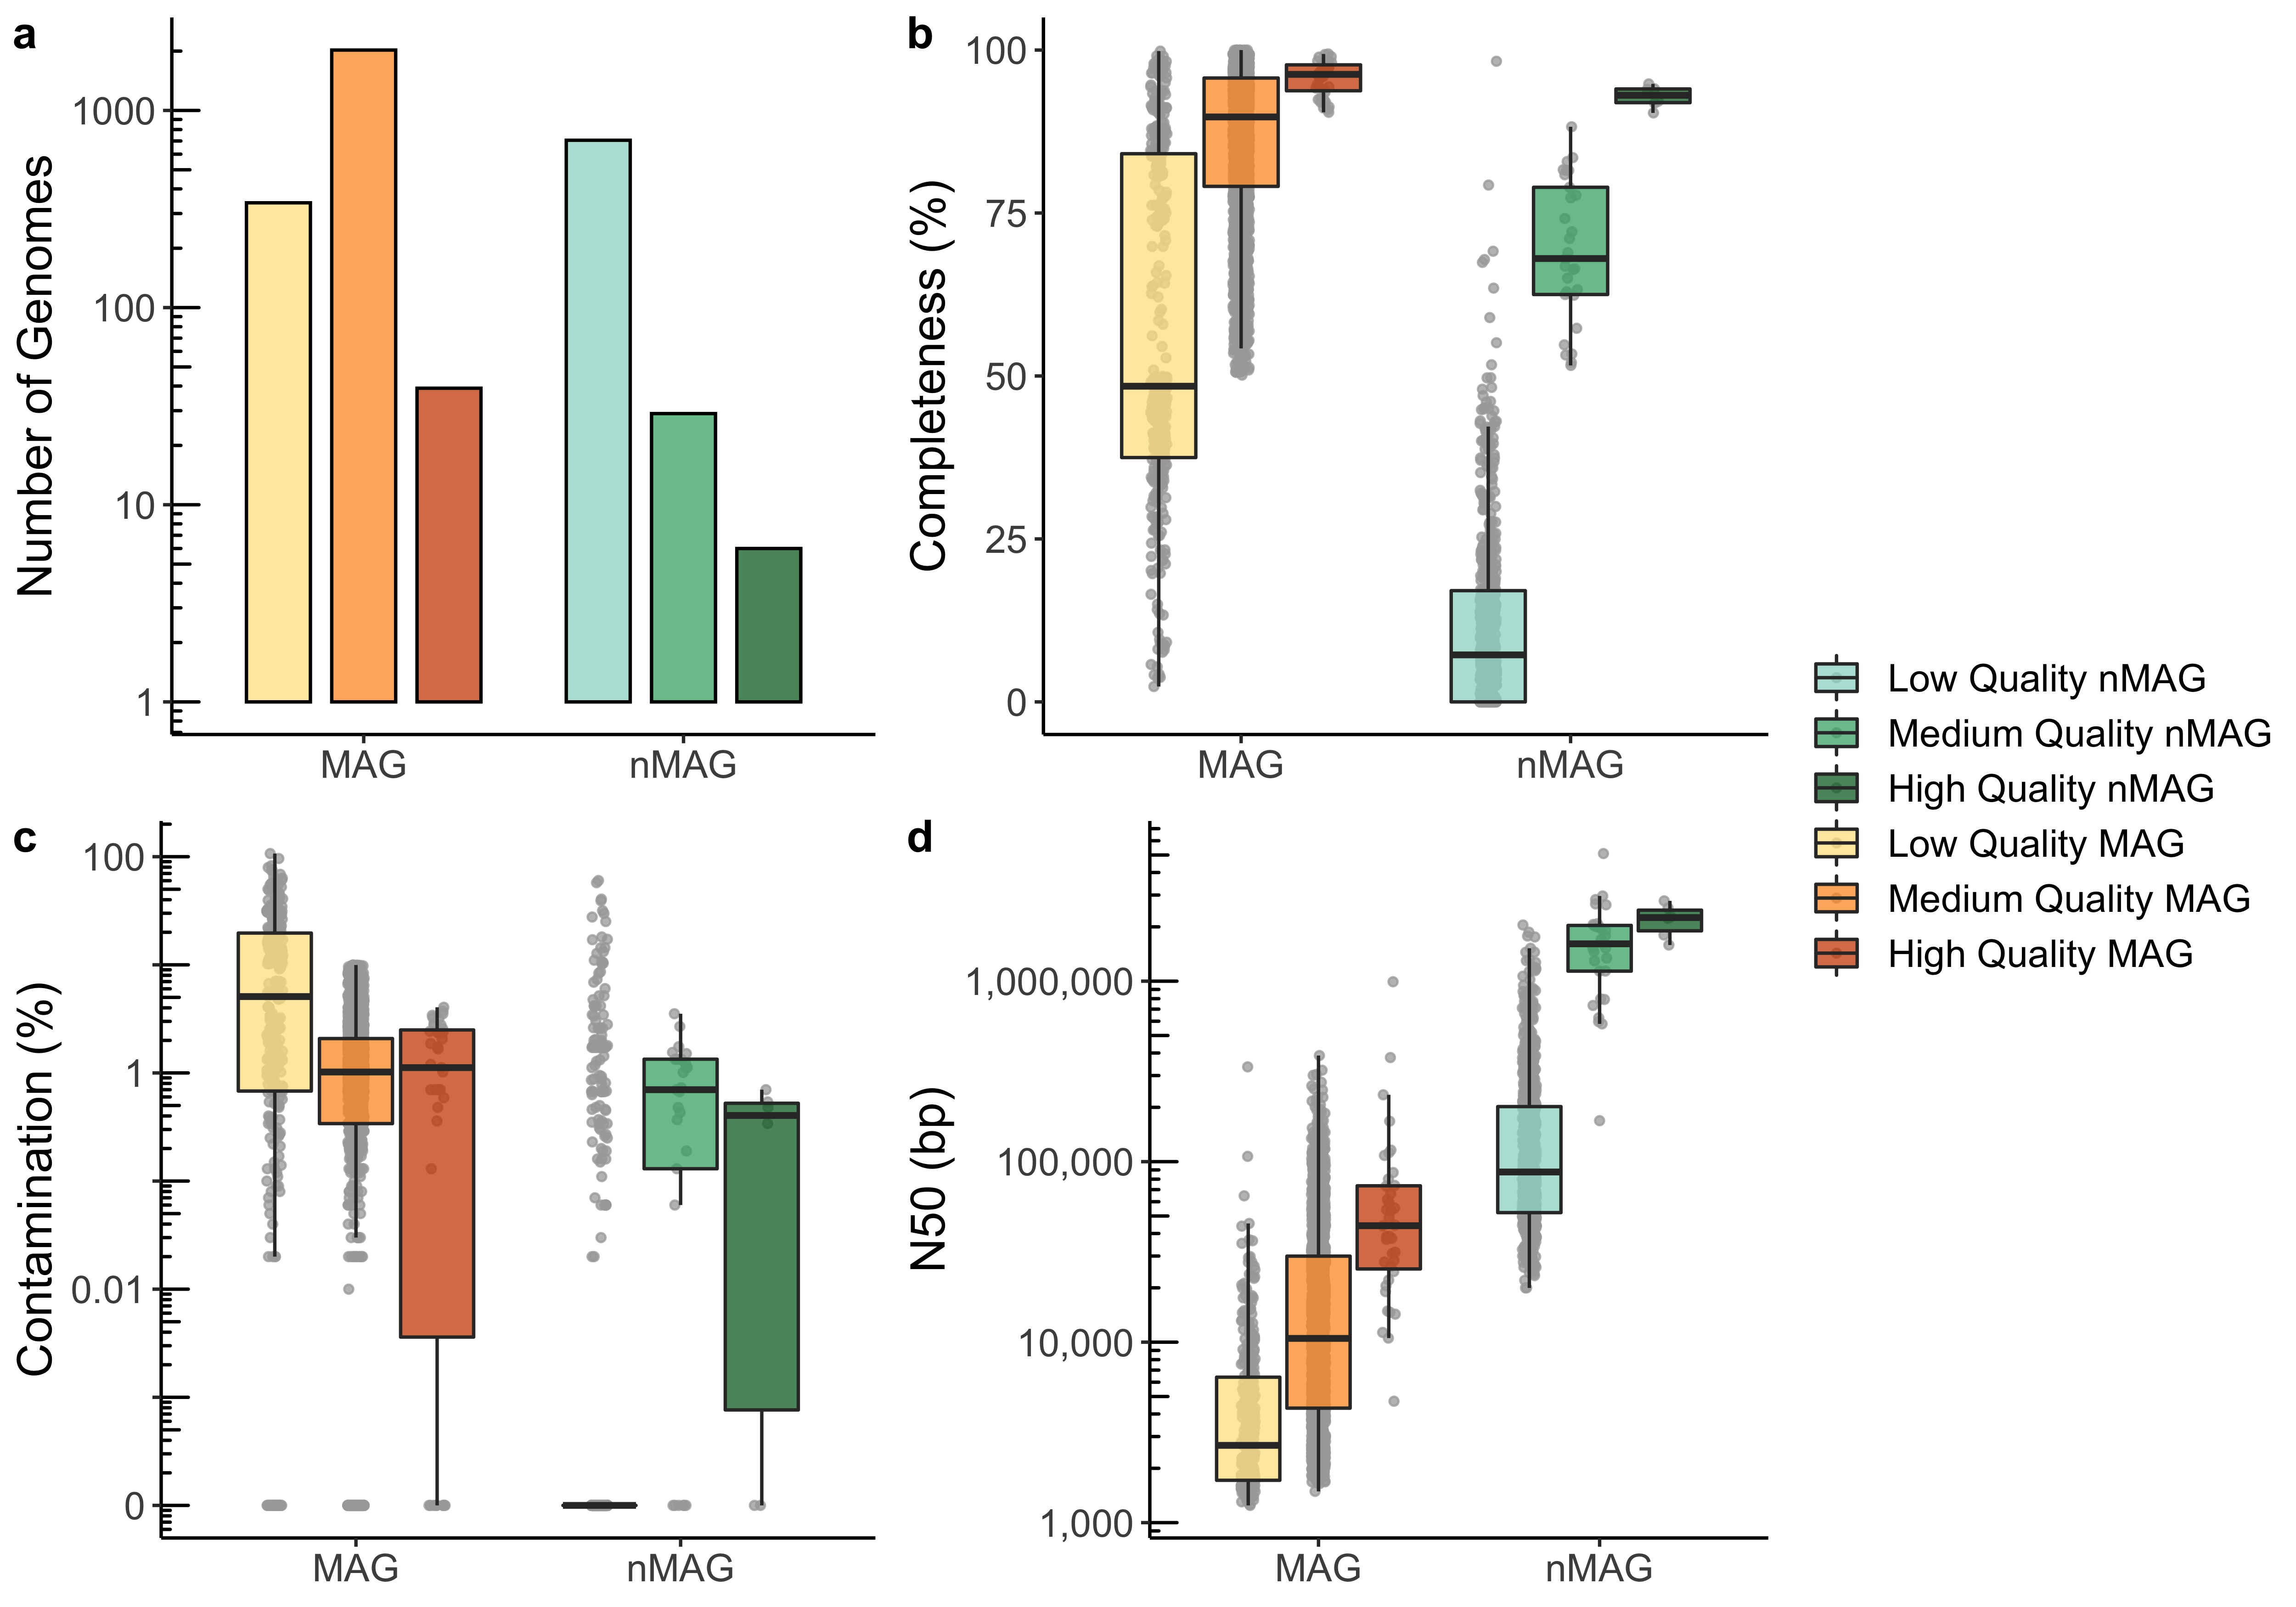 a
Number of Genomes
1000
100
10
1
MAG
nMAG
b
Completeness (%)
100
75
50
25
0
MAG
nMAG
c
Contamination (%)
100
1
0.01
0
MAG
nMAG
d
N50 (bp)
1,000,000
100,000
10,000
1,000
MAG
nMAG
Low Quality nMAG
Medium Quality nMAG
High Quality nMAG
Low Quality MAG
Medium Quality MAG
High Quality MAG